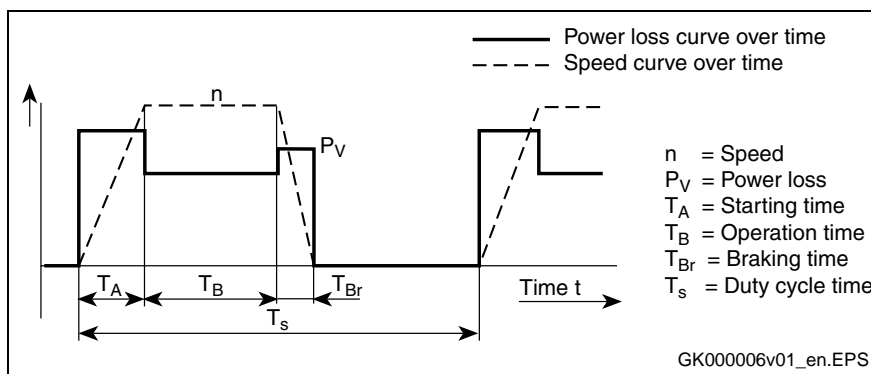 Power loss curve over time
Speed curve over time
n
P_V
n = Speed
P_V = Power loss
T_A = Starting time
T_B = Operation time
T_Br = Braking time
T_s = Duty cycle time
T_A
T_B
T_Br
Time t
T_s
GK000006v01_en.EPS